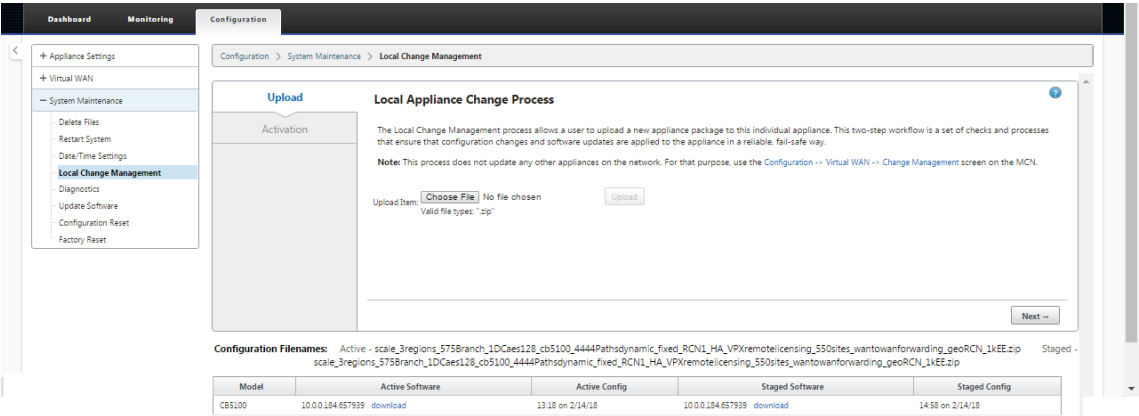 Dashboard Monitoring Configuration
+ Appliance Settings
+ Virtual WAN
− System Maintenance
Delete Files
Restart System
Date/Time Settings
Local Change Management
Diagnostics
Update Software
Configuration Reset
Factory Reset
Configuration > System Maintenance > Local Change Management
Upload
Activation
Local Appliance Change Process
?
The Local Change Management process allows a user to upload a new appliance package to this individual appliance. This two-step workflow is a set of checks and processes
that ensure that configuration changes and software updates are applied to the appliance in a reliable, fail-safe way.
Note: This process does not update any other appliances on the network. For that purpose, use the Configuration -> Virtual WAN -> Change Management screen on the MCN.
Upload Item: Choose File No file chosen Upload
Valid file types: ".zip"
Next --
Configuration Filenames: Active - scale_3regions_575Branch_1DCaes128_cb5100_4444Pathsdynamic_fixed_RCN1_HA_VPXremotelicensing_550sites_wantowanforwarding_geoRCN_1kEE.zip Staged -
scale_3regions_575Branch_1DCaes128_cb5100_4444Pathsdynamic_fixed_RCN1_HA_VPXremotelicensing_550sites_wantowanforwarding_geoRCN_1kEE.zip
Model Active Software Active Config Staged Software Staged Config
CB5100 10.0.0.184.657939 download 13:18 on 2/14/18 10.0.0.184.657939 download 14:58 on 2/14/18